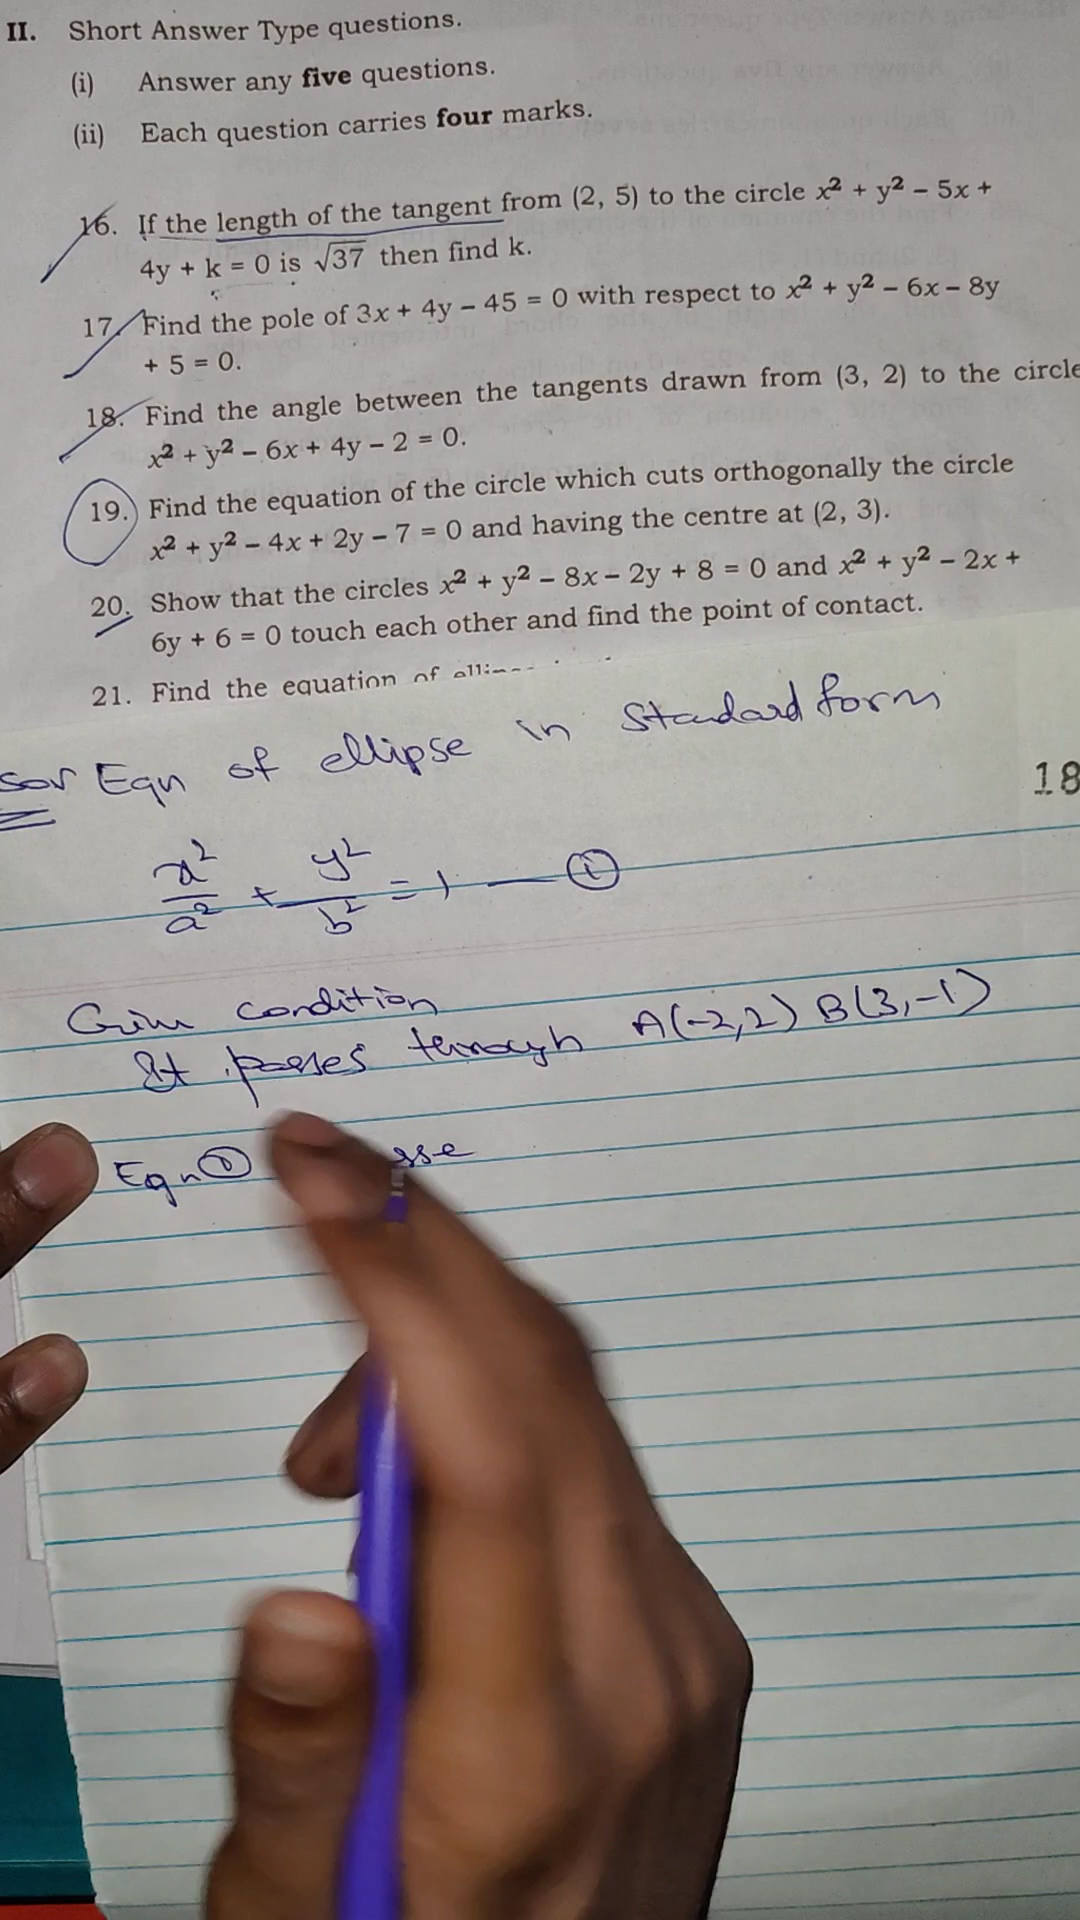 II. Short Answer Type questions.
(i) Answer any five questions.
(ii) Each question carries four marks.
16. If the length of the tangent from (2, 5) to the circle x² + y² – 5x +
4y + k = 0 is √37 then find k.
17. Find the pole of 3x + 4y – 45 = 0 with respect to x² + y² – 6x – 8y
+ 5 = 0.
18. Find the angle between the tangents drawn from (3, 2) to the circle
x² + y² – 6x + 4y – 2 = 0.
19. Find the equation of the circle which cuts orthogonally the circle
x² + y² – 4x + 2y – 7 = 0 and having the centre at (2, 3).
20. Show that the circles x² + y² – 8x – 2y + 8 = 0 and x² + y² – 2x +
6y + 6 = 0 touch each other and find the point of contact.
21. Find the equation of
Eqn of ellipse in Standard form
18
x²/a² + y²/b² = 1 — ①
Given condition
It passes through A(-2,2) B(3,-1)
Eqn ①